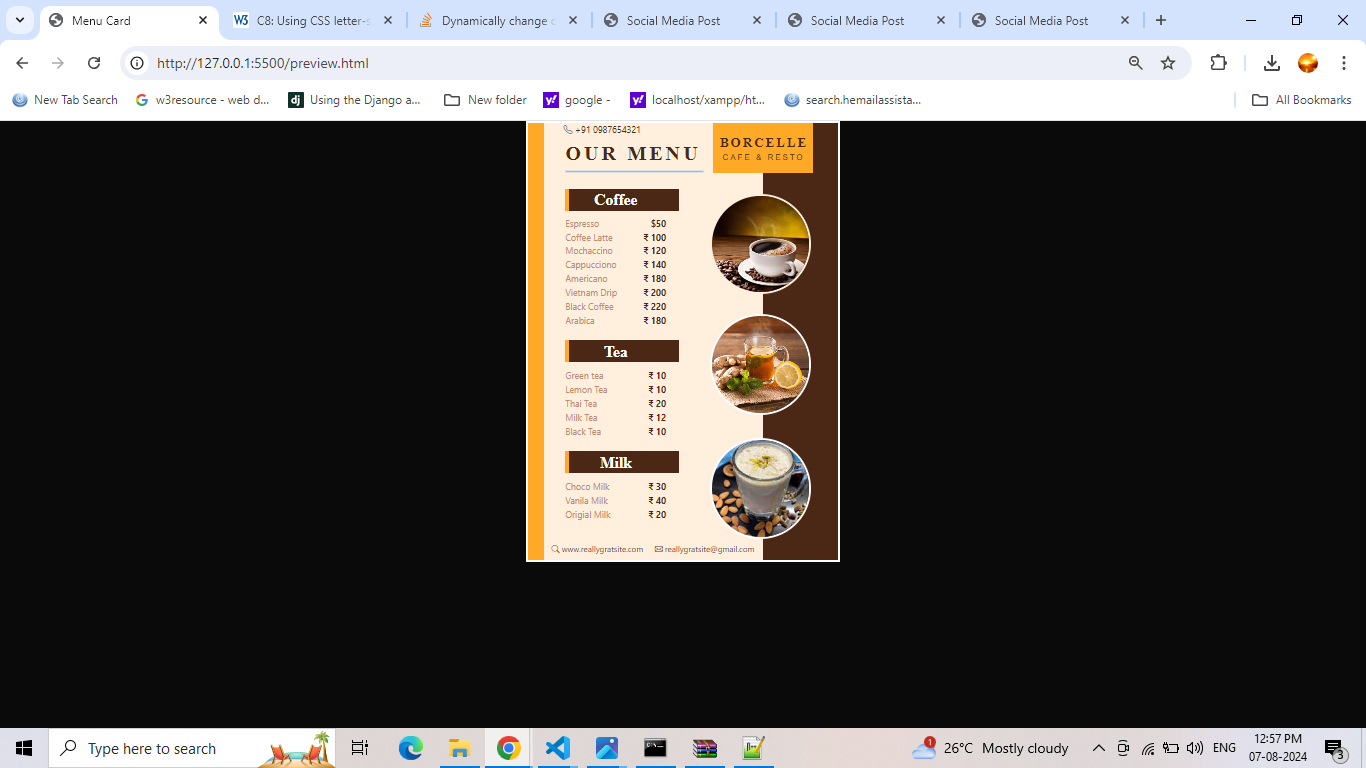 Menu Card
C8: Using CSS letter-s
Dynamically change c
Social Media Post
Social Media Post
Social Media Post
http://127.0.0.1:5500/preview.html
New Tab Search
w3resource - web d...
Using the Django a...
New folder
google -
localhost/xampp/ht...
search.hemailassista...
All Bookmarks
+91 0987654321
OUR MENU
BORCELLE
CAFE & RESTO
Coffee
Espresso $50
Coffee Latte ₹ 100
Mochaccino ₹ 120
Cappucciono ₹ 140
Americano ₹ 180
Vietnam Drip ₹ 200
Black Coffee ₹ 220
Arabica ₹ 180
Tea
Green tea ₹ 10
Lemon Tea ₹ 10
Thai Tea ₹ 20
Milk Tea ₹ 12
Black Tea ₹ 10
Milk
Choco Milk ₹ 30
Vanila Milk ₹ 40
Origial Milk ₹ 20
www.reallygratsite.com reallygratsite@gmail.com
Type here to search
1
26°C Mostly cloudy
ENG
12:57 PM
07-08-2024
3